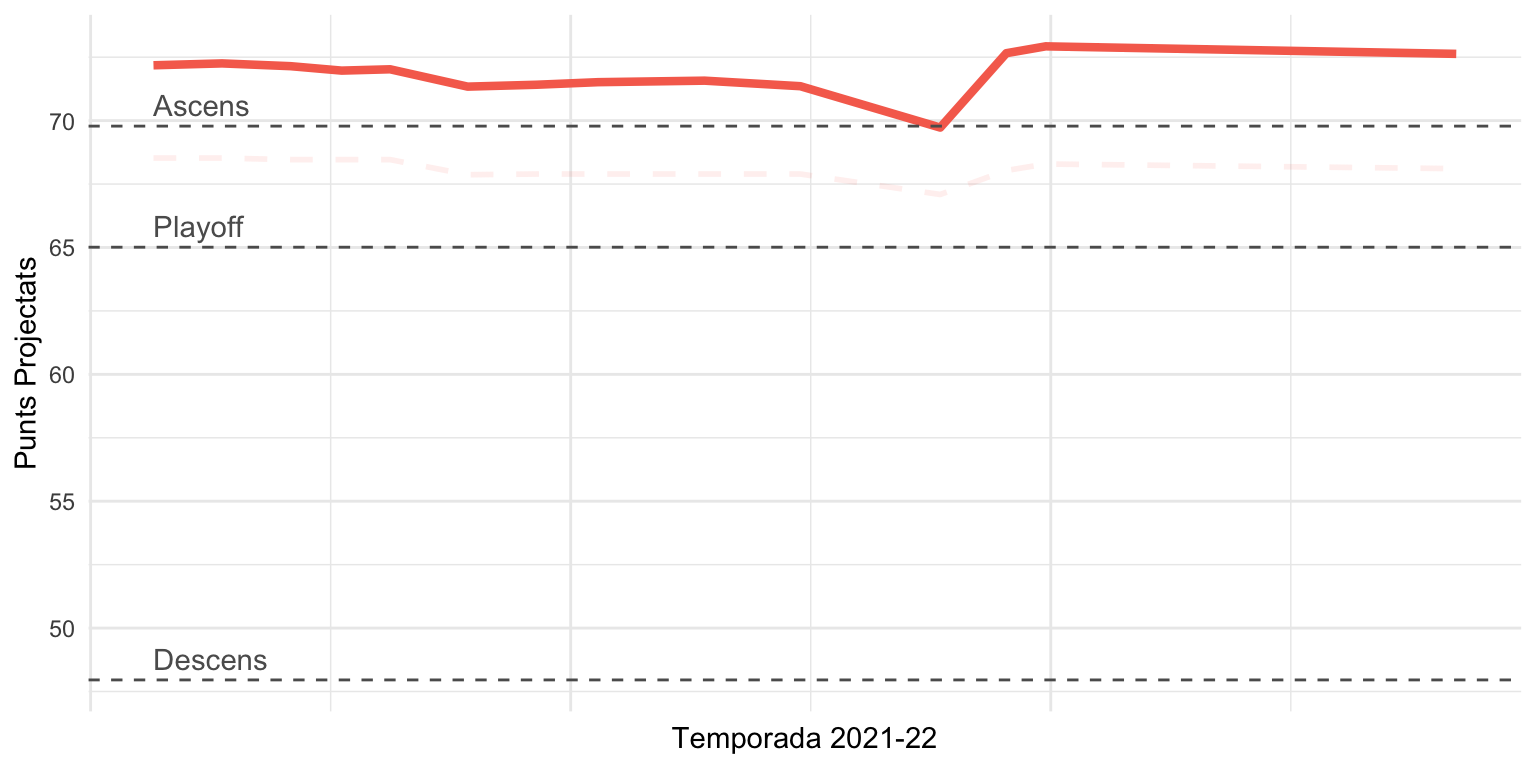 Punts Projectats
70
65
60
55
50
Ascens
Playoff
Descens
Temporada 2021-22